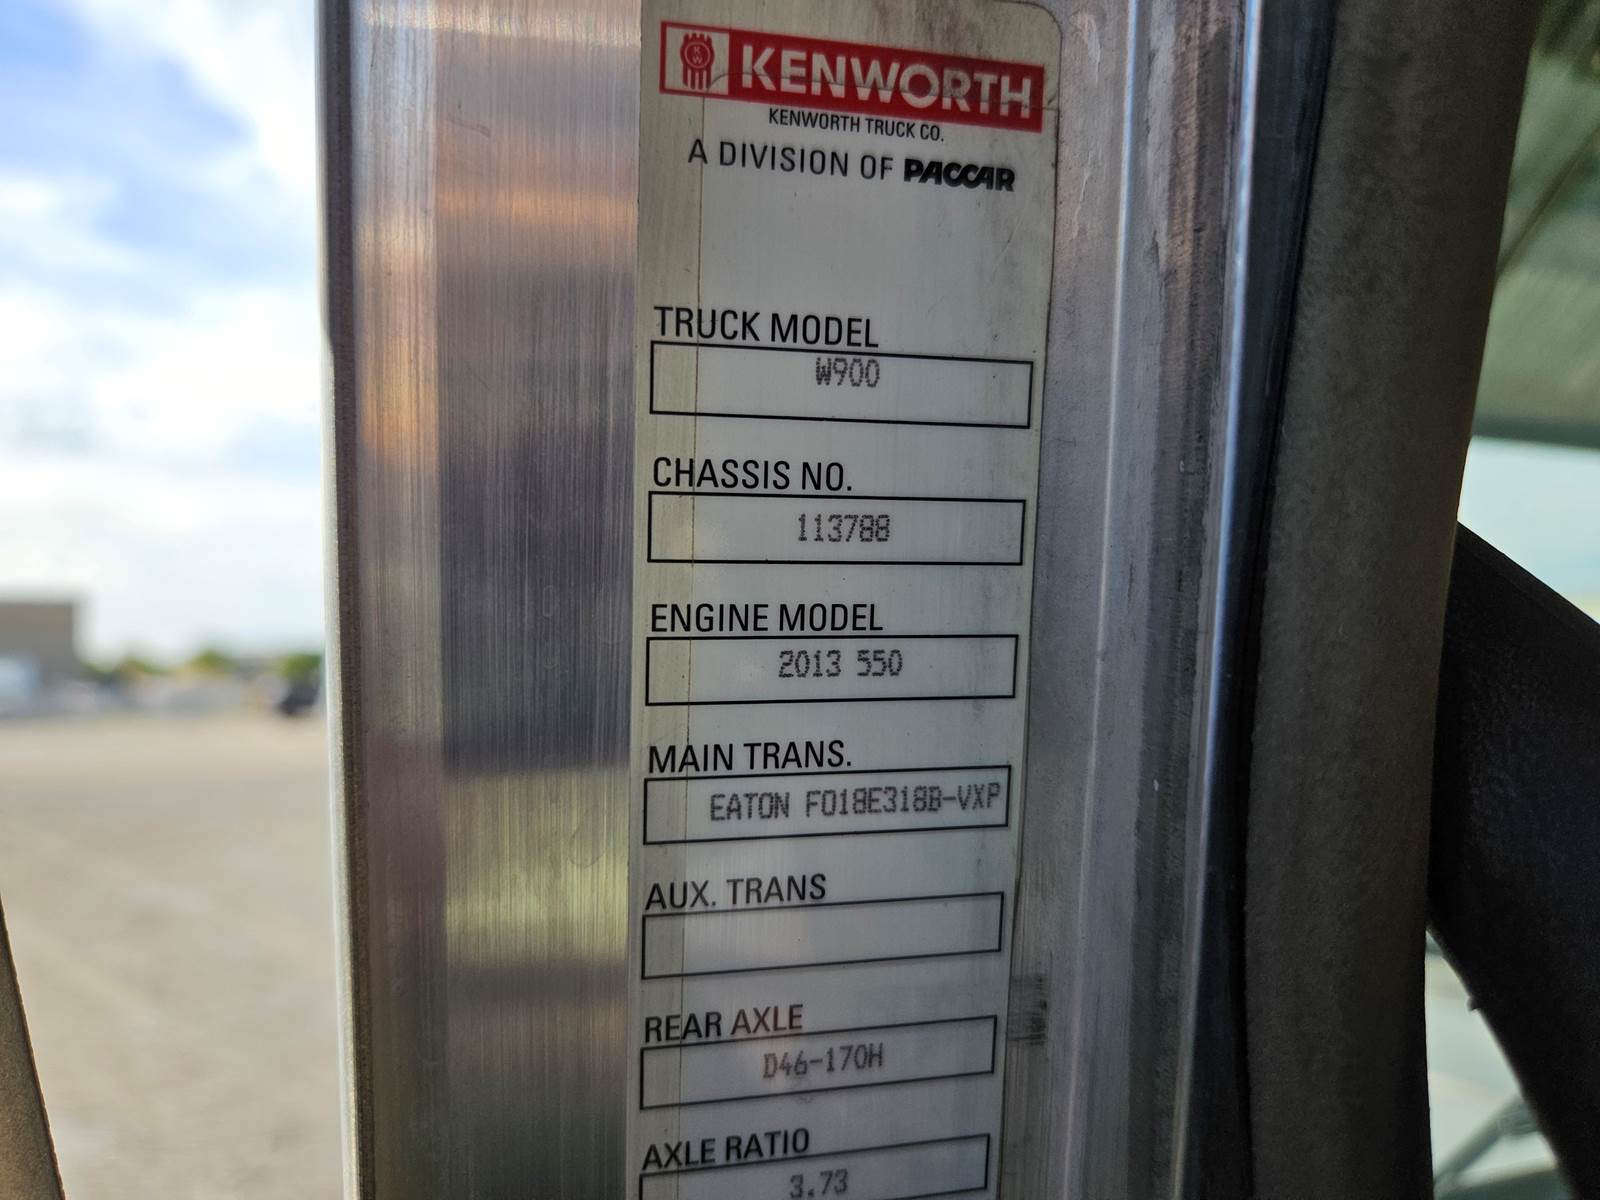 KW KENWORTH
KENWORTH TRUCK CO.
A DIVISION OF PACCAR
TRUCK MODEL
W900
CHASSIS NO.
113788
ENGINE MODEL
2013 550
MAIN TRANS.
EATON FO18E318B-VXP
AUX. TRANS
REAR AXLE
D46-170H
AXLE RATIO
3.73